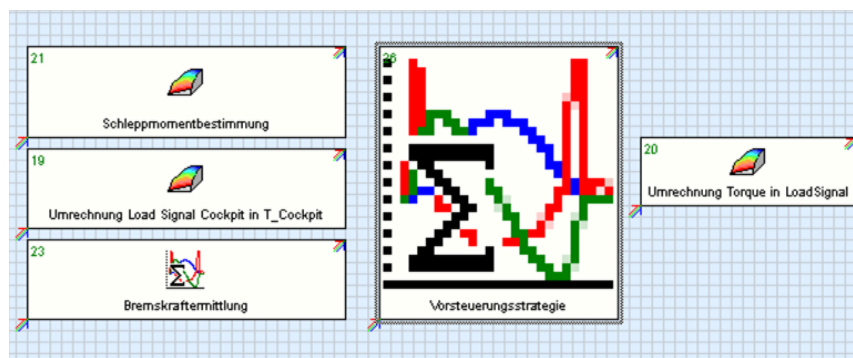 21
Schleppmomentbestimmung
19
Umrechnung Load Signal Cockpit in T_Cockpit
23
Bremskraftermittlung
26
Vorsteuerungsstrategie
20
Umrechnung Torque in LoadSignal